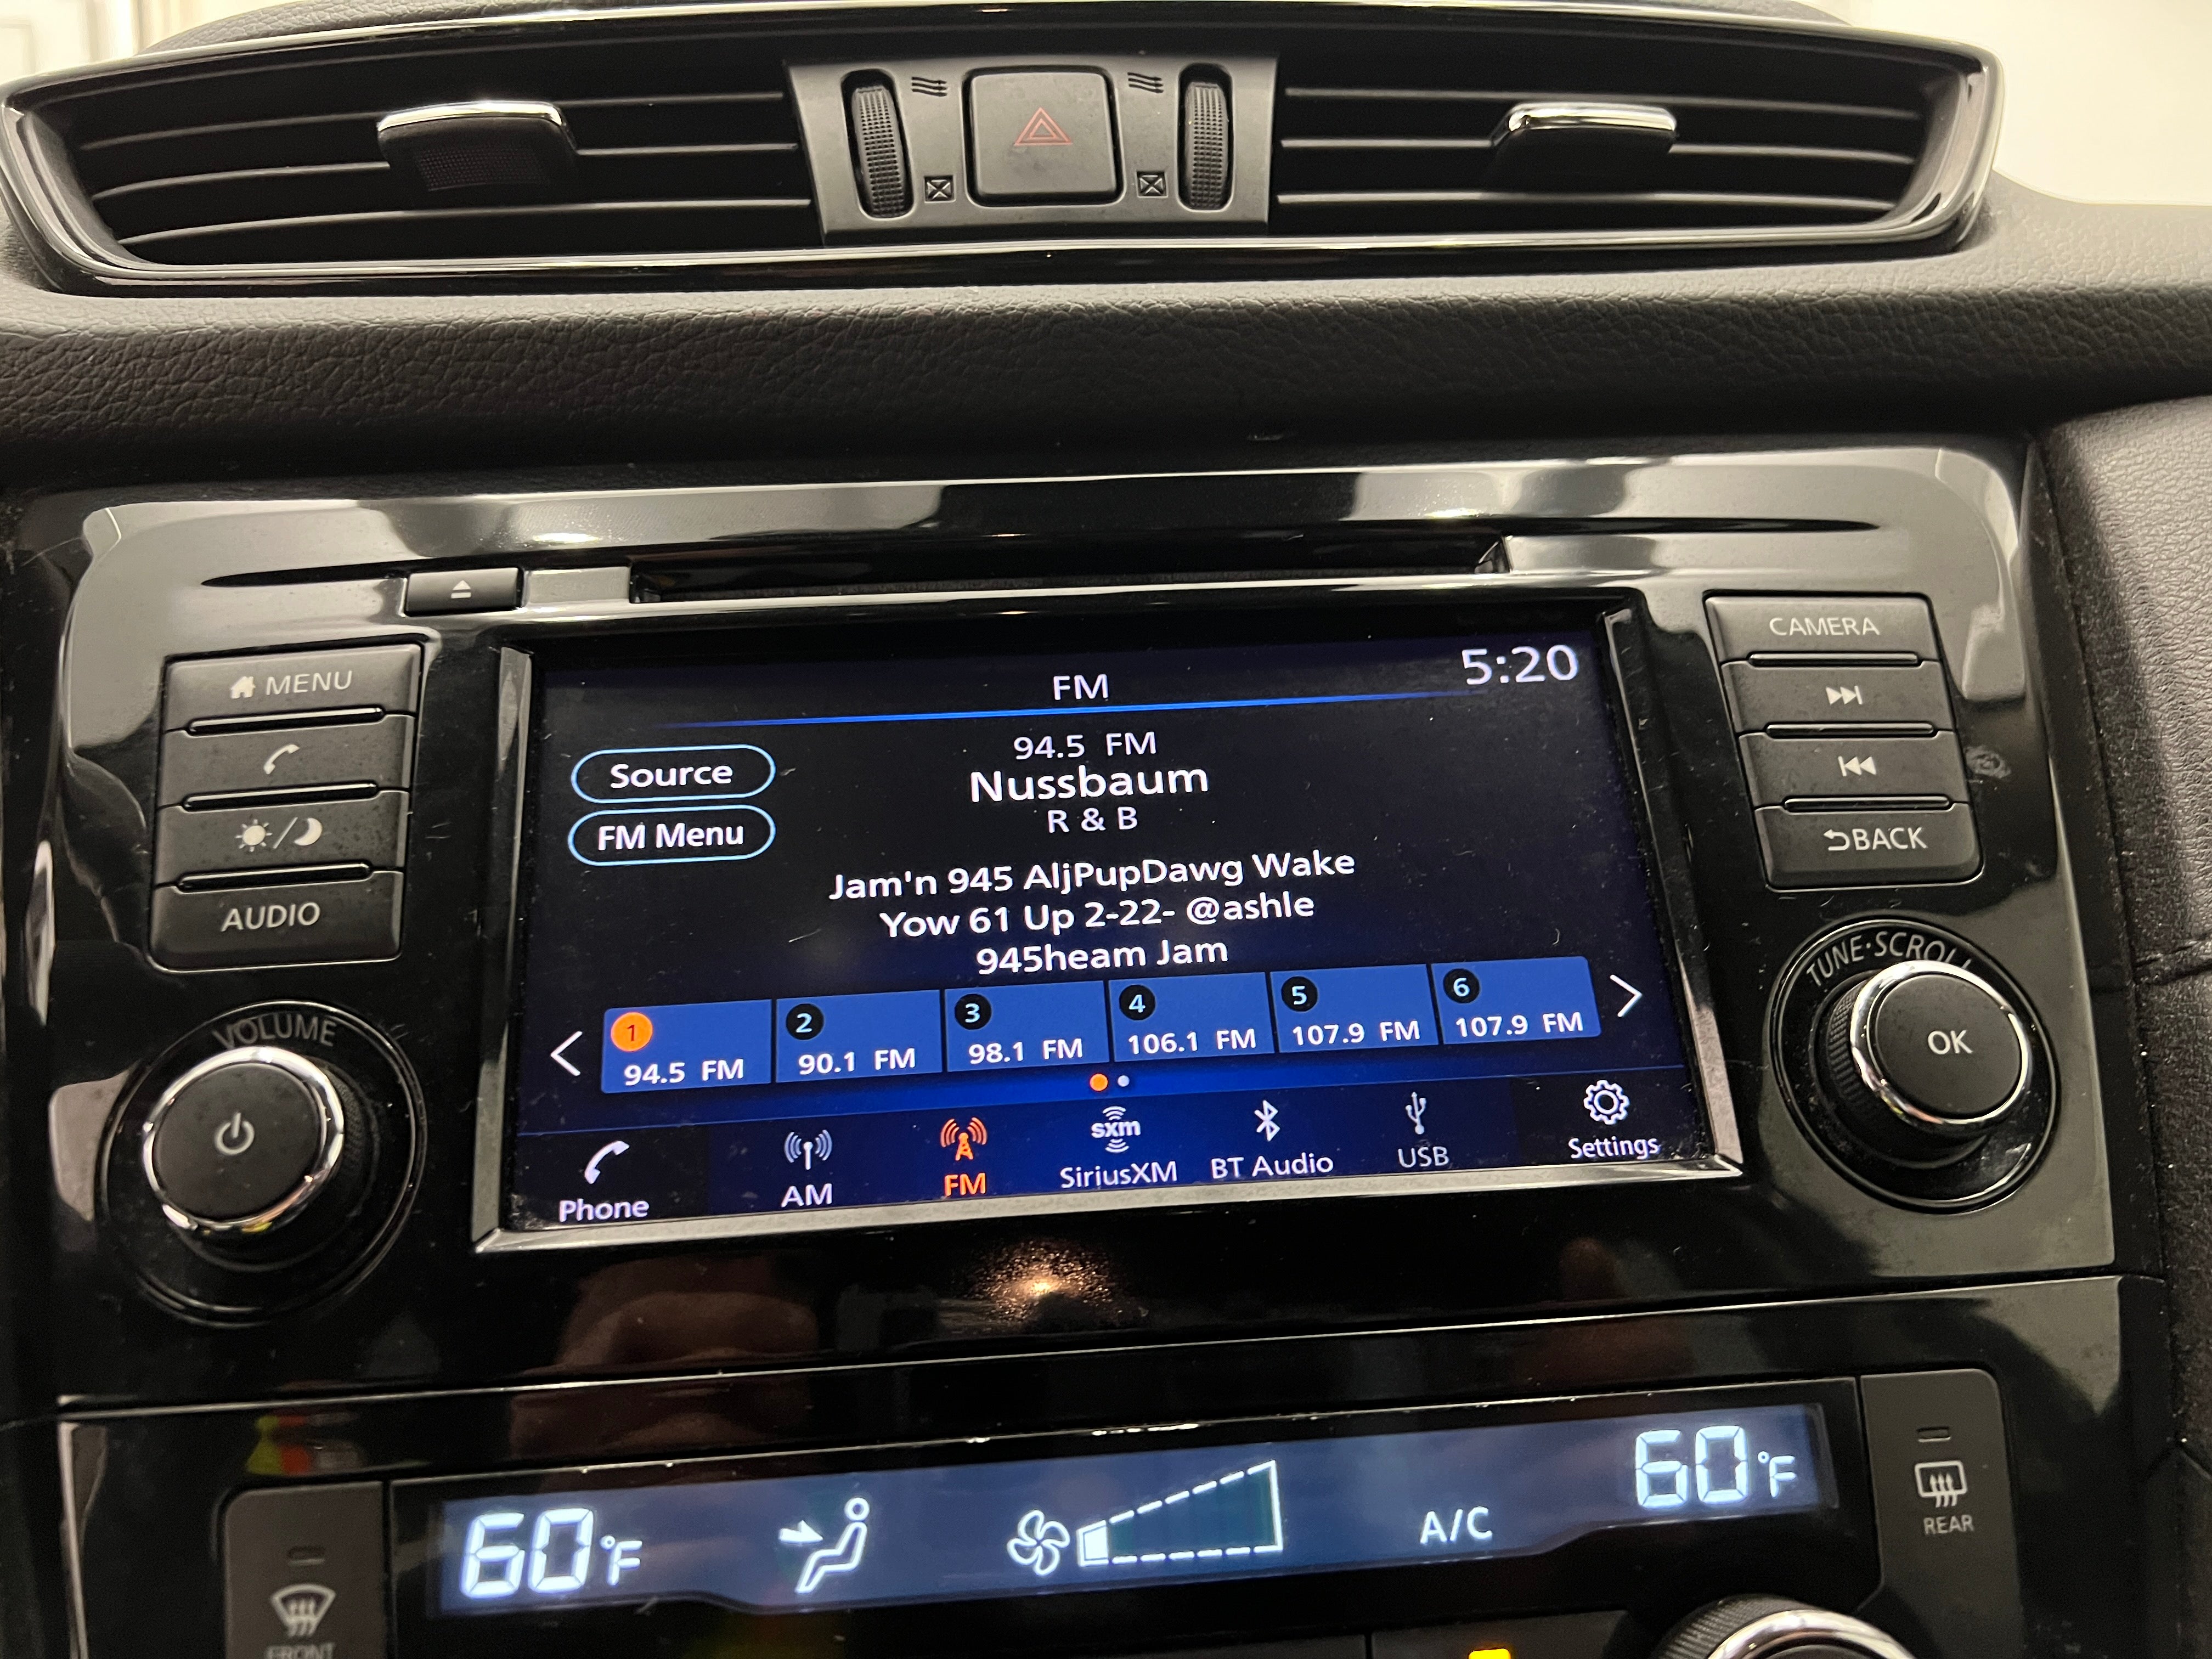 MENU
AUDIO
VOLUME
CAMERA
BACK
TUNE·SCROLL
OK
FM
5:20
Source
FM Menu
94.5 FM
Nussbaum
R & B
Jam'n 945 AljPupDawg Wake
Yow 61 Up 2-22- @ashle
945heam Jam
1 94.5 FM
2 90.1 FM
3 98.1 FM
4 106.1 FM
5 107.9 FM
6 107.9 FM
Phone
AM
FM
sxm
SiriusXM
BT Audio
USB
Settings
60°F
A/C
60°F
REAR
FRONT